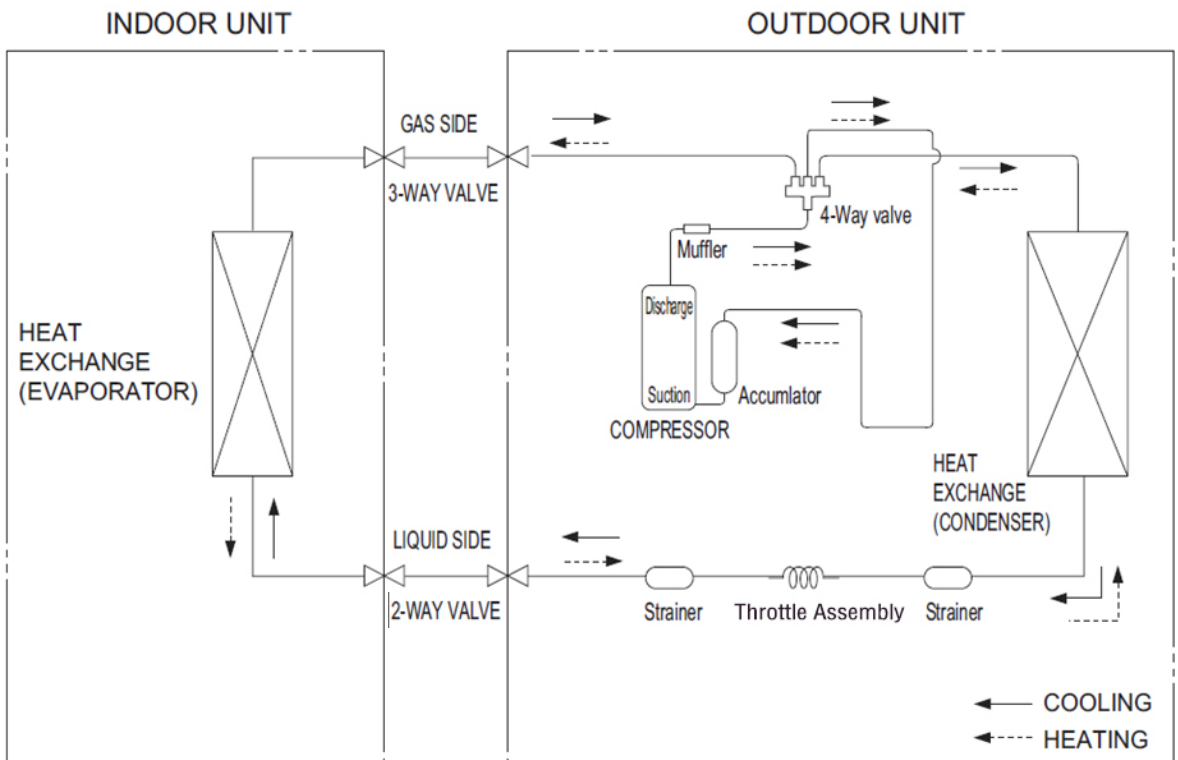 INDOOR UNIT
OUTDOOR UNIT
GAS SIDE
3-WAY VALVE
4-Way valve
Muffler
Discharge
Suction
Accumlator
COMPRESSOR
HEAT
EXCHANGE
(EVAPORATOR)
HEAT
EXCHANGE
(CONDENSER)
LIQUID SIDE
2-WAY VALVE
Strainer
Throttle Assembly
Strainer
COOLING
HEATING